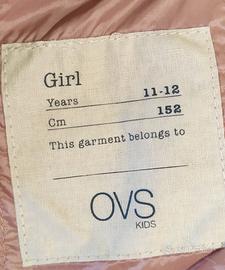 Girl
Years 11-12
Cm 152
This garment belongs to
OVS
KIDS